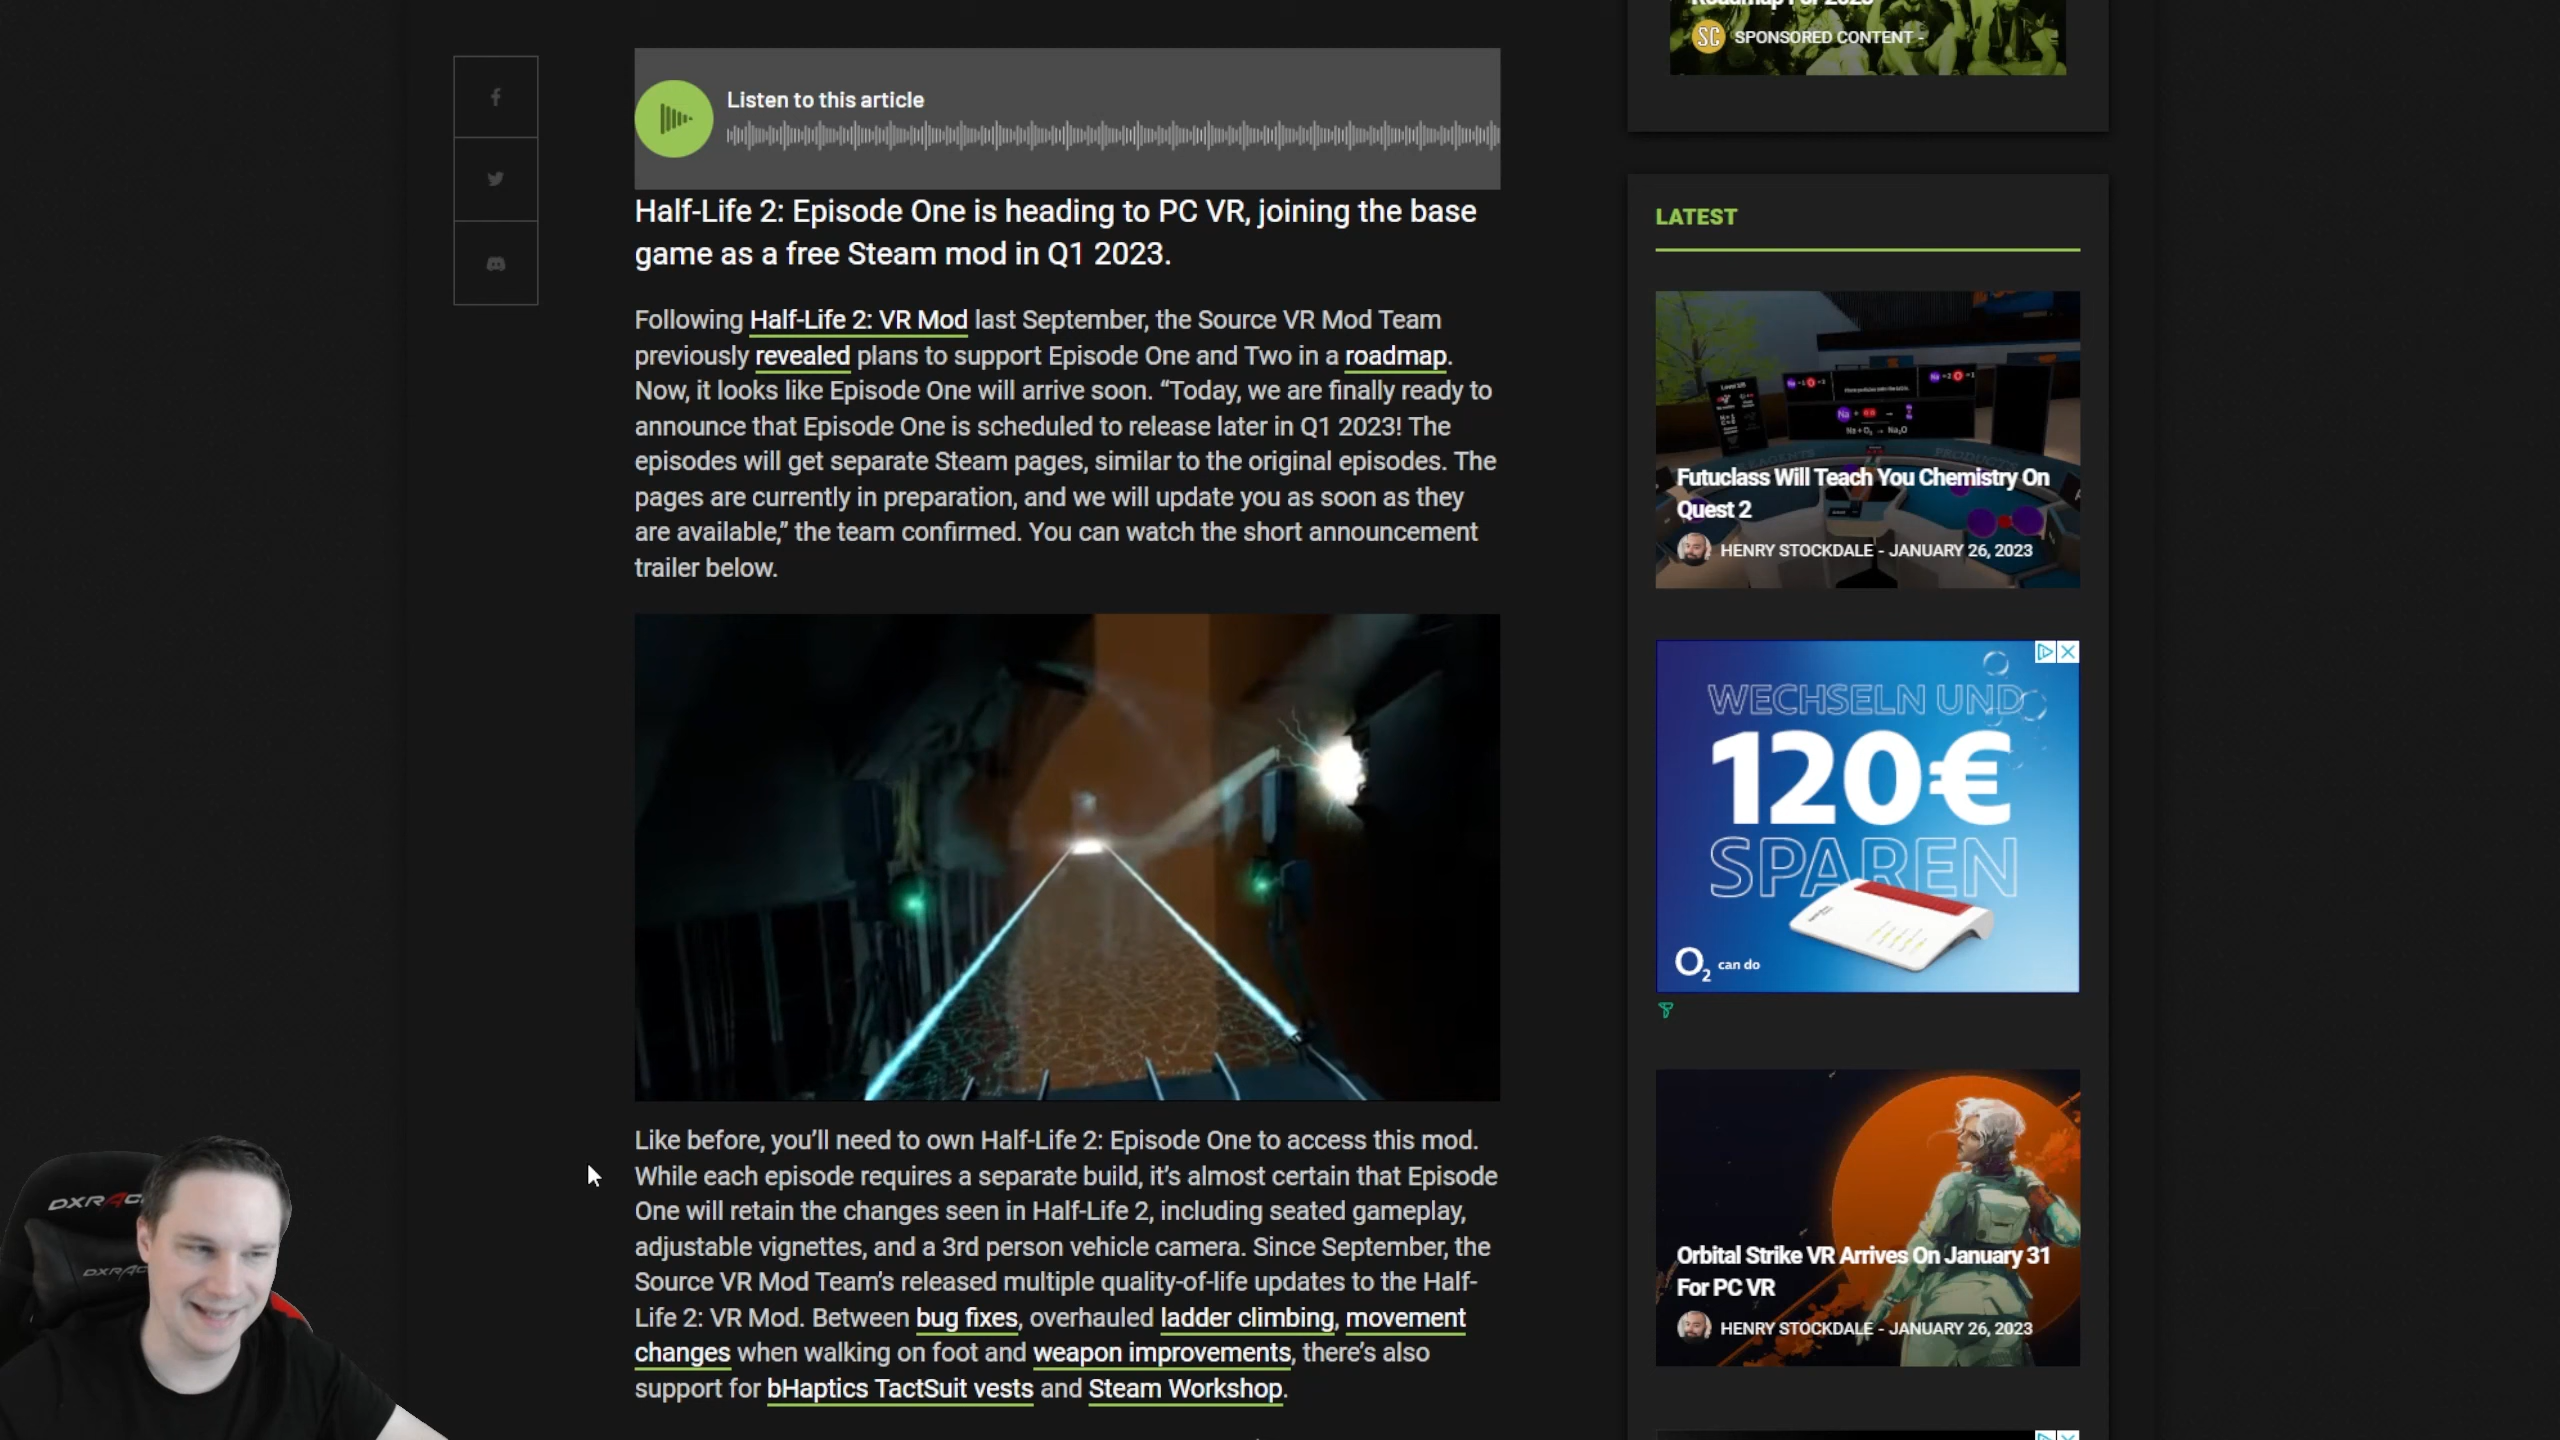 SC SPONSORED CONTENT -
Listen to this article
Half-Life 2: Episode One is heading to PC VR, joining the base
game as a free Steam mod in Q1 2023.
Following Half-Life 2: VR Mod last September, the Source VR Mod Team
previously revealed plans to support Episode One and Two in a roadmap.
Now, it looks like Episode One will arrive soon. “Today, we are finally ready to
announce that Episode One is scheduled to release later in Q1 2023! The
episodes will get separate Steam pages, similar to the original episodes. The
pages are currently in preparation, and we will update you as soon as they
are available,” the team confirmed. You can watch the short announcement
trailer below.
Like before, you’ll need to own Half-Life 2: Episode One to access this mod.
While each episode requires a separate build, it’s almost certain that Episode
One will retain the changes seen in Half-Life 2, including seated gameplay,
adjustable vignettes, and a 3rd person vehicle camera. Since September, the
Source VR Mod Team’s released multiple quality-of-life updates to the Half-
Life 2: VR Mod. Between bug fixes, overhauled ladder climbing, movement
changes when walking on foot and weapon improvements, there’s also
support for bHaptics TactSuit vests and Steam Workshop.
LATEST
Futuclass Will Teach You Chemistry On
Quest 2
HENRY STOCKDALE - JANUARY 26, 2023
WECHSELN UND
120€
SPAREN
O2 can do
Orbital Strike VR Arrives On January 31
For PC VR
HENRY STOCKDALE - JANUARY 26, 2023